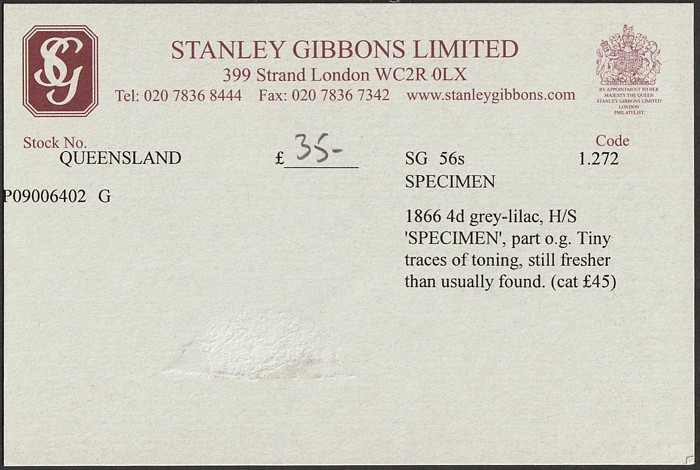 SG
STANLEY GIBBONS LIMITED
399 Strand London WC2R 0LX
Tel: 020 7836 8444 Fax: 020 7836 7342 www.stanleygibbons.com
BY APPOINTMENT TO HER
MAJESTY THE QUEEN
STANLEY GIBBONS LIMITED
LONDON
PHILATELIST
Stock No.
Code
QUEENSLAND £ 35- SG 56s 1.272
SPECIMEN
P09006402 G
1866 4d grey-lilac, H/S
'SPECIMEN', part o.g. Tiny
traces of toning, still fresher
than usually found. (cat £45)